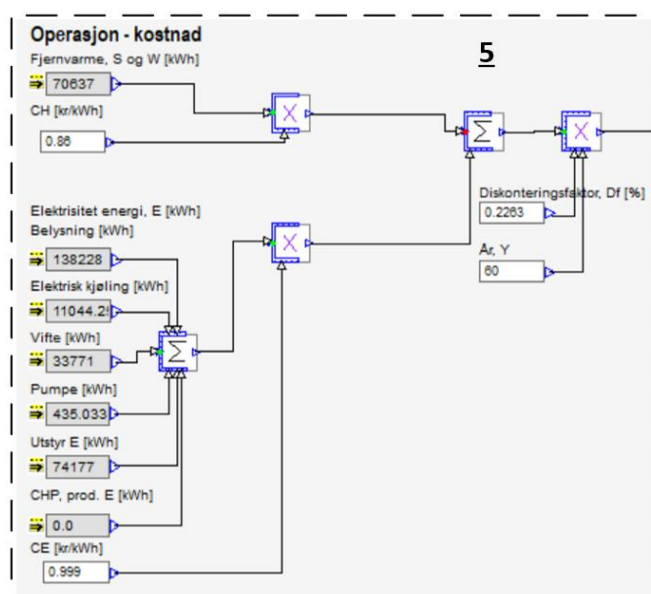 Operasjon - kostnad
5
Fjernvarme, S og W [kWh]
70637
CH [kr/kWh]
0.86
X
Σ
X
Diskonteringsfaktor, Df [%]
0.2263
År, Y
60
Elektrisitet energi, E [kWh]
Belysning [kWh]
138228
X
Elektrisk kjøling [kWh]
11044.2
Vifte [kWh]
33771
Σ
Pumpe [kWh]
435.033
Utstyr E [kWh]
74177
CHP, prod. E [kWh]
0.0
CE [kr/kWh]
0.999